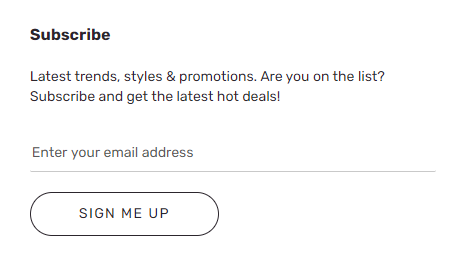 Subscribe
Latest trends, styles & promotions. Are you on the list?
Subscribe and get the latest hot deals!
Enter your email address
SIGN ME UP